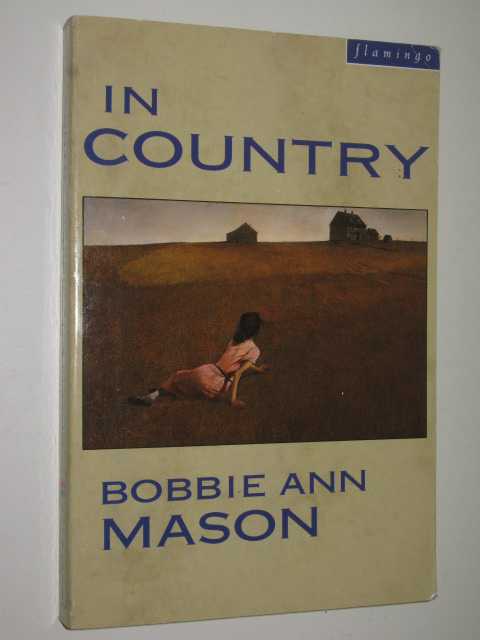 flamingo
IN
COUNTRY
BOBBIE ANN
MASON